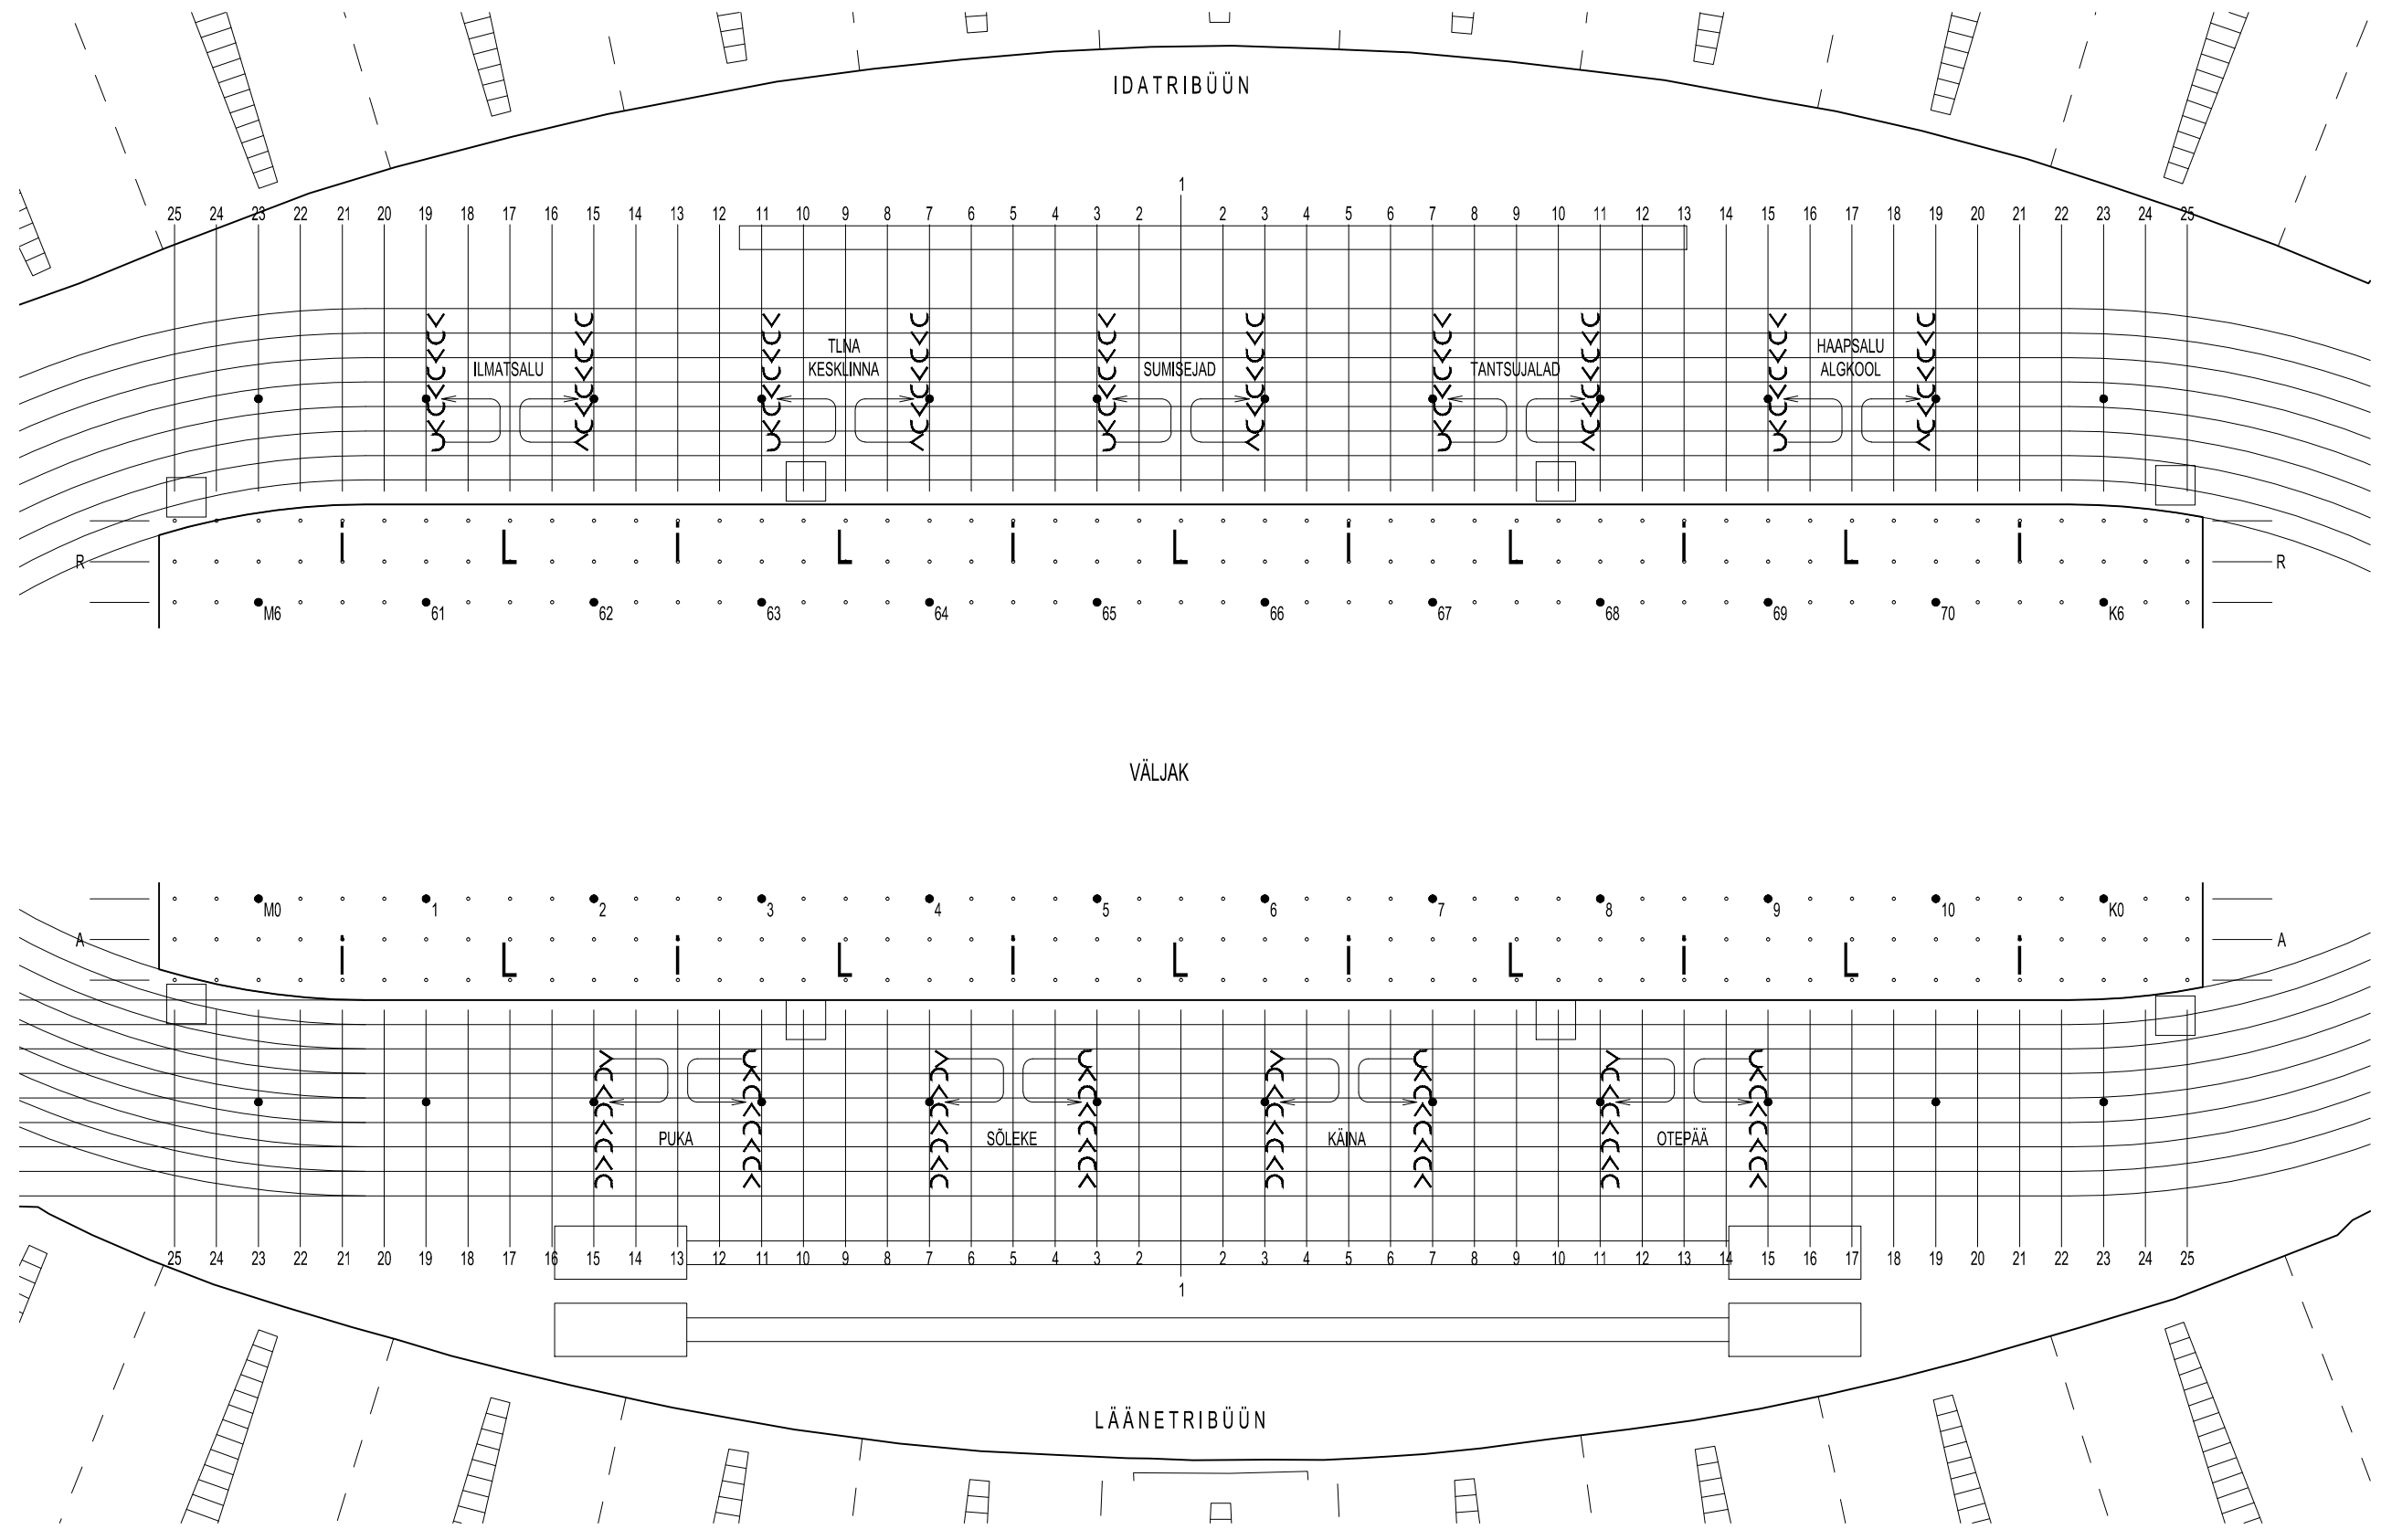 IDATRIBÜÜN
1
25 24 23 22 21 20 19 18 17 16 15 14 13 12 11 10 9 8 7 6 5 4 3 2 2 3 4 5 6 7 8 9 10 11 12 13 14 15 16 17 18 19 20 21 22 23 24 25
TLNA HAAPSALU
ILMATSALU KESKLINNA SUMISEJAD TANTSUJALAD ALGKOOL
R i L i L i L i L i L i R
M6 61 62 63 64 65 66 67 68 69 70 K6
VÄLJAK
M0 1 2 3 4 5 6 7 8 9 10 K0
A i L i L i L i L i L i A
PUKA SÕLEKE KÄINA OTEPÄÄ
25 24 23 22 21 20 19 18 17 16 15 14 13 12 11 10 9 8 7 6 5 4 3 2 2 3 4 5 6 7 8 9 10 11 12 13 14 15 16 17 18 19 20 21 22 23 24 25
1
LÄÄNETRIBÜÜN